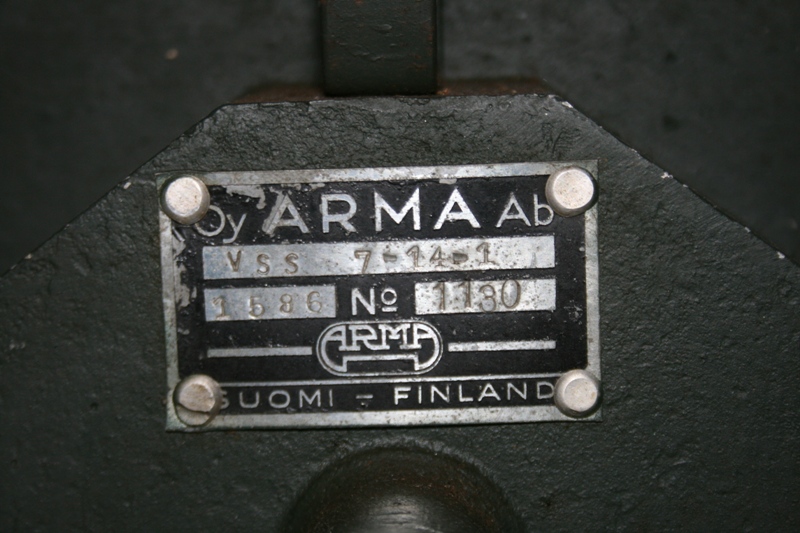 Oy ARMA Ab
VSS 7-14-1
1586 № 1130
ARMA
SUOMI - FINLAND